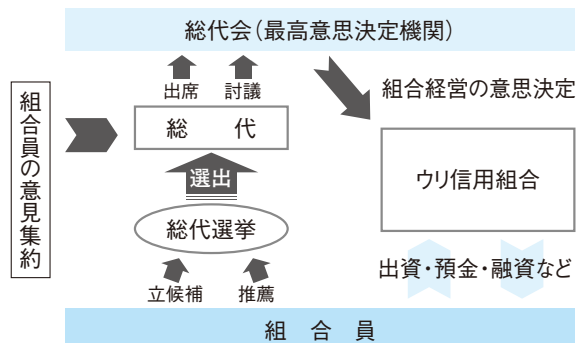 総代会（最高意思決定機関）
出席 討議
組合経営の意思決定
組合員の意見集約
総 代
選出
ウリ信用組合
総代選挙
出資・預金・融資など
立候補 推薦
組 合 員